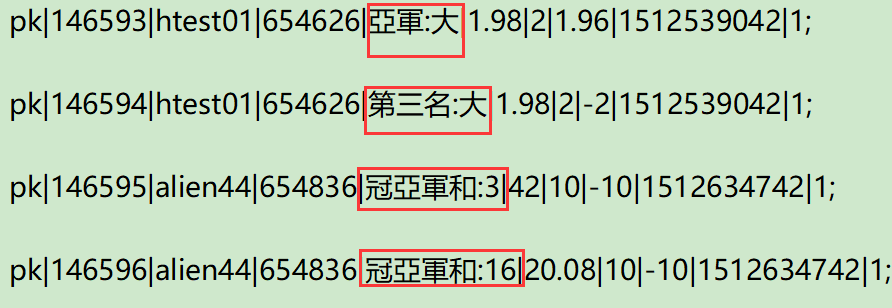 pk|146593|htest01|654626|亞軍:大|1.98|2|1.96|1512539042|1;
pk|146594|htest01|654626|第三名:大|1.98|2|-2|1512539042|1;
pk|146595|alien44|654836|冠亞軍和:3|42|10|-10|1512634742|1;
pk|146596|alien44|654836|冠亞軍和:16|20.08|10|-10|1512634742|1;